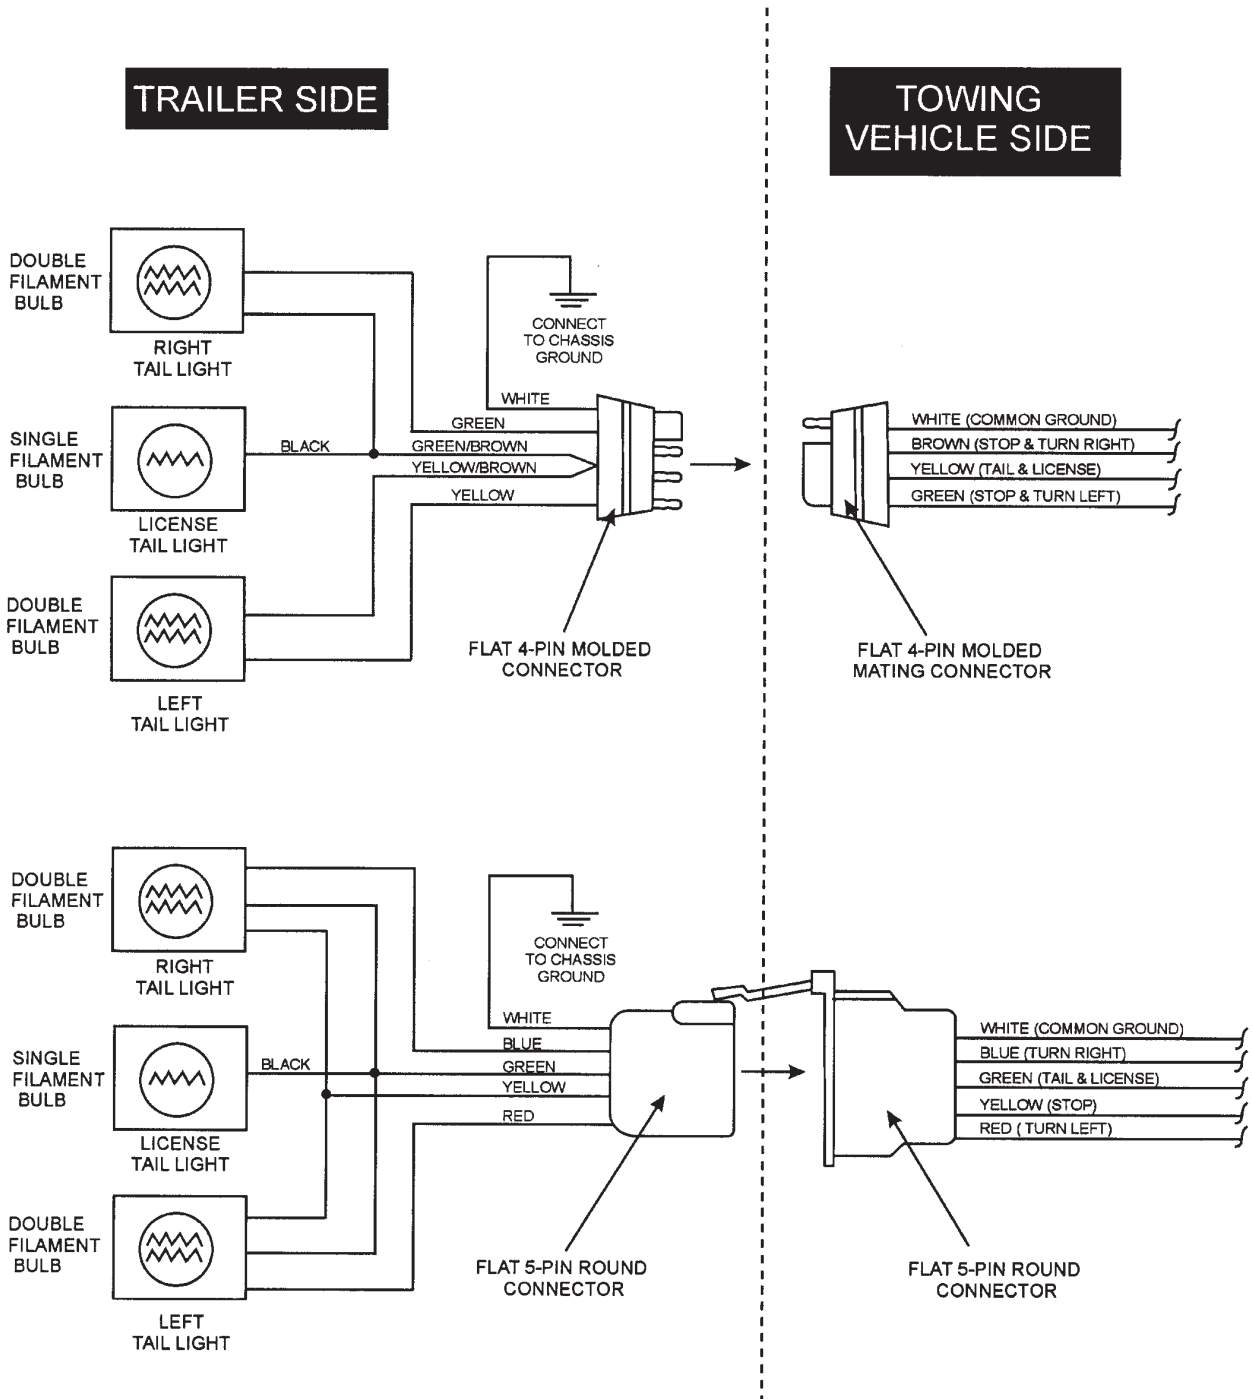 TRAILER SIDE
TOWING
VEHICLE SIDE
DOUBLE
FILAMENT
BULB
RIGHT
TAIL LIGHT
CONNECT
TO CHASSIS
GROUND
SINGLE
FILAMENT
BULB
BLACK
WHITE
GREEN
GREEN/BROWN
YELLOW/BROWN
YELLOW
WHITE (COMMON GROUND)
BROWN (STOP & TURN RIGHT)
YELLOW (TAIL & LICENSE)
GREEN (STOP & TURN LEFT)
LICENSE
TAIL LIGHT
DOUBLE
FILAMENT
BULB
LEFT
TAIL LIGHT
FLAT 4-PIN MOLDED
CONNECTOR
FLAT 4-PIN MOLDED
MATING CONNECTOR
DOUBLE
FILAMENT
BULB
RIGHT
TAIL LIGHT
CONNECT
TO CHASSIS
GROUND
SINGLE
FILAMENT
BULB
BLACK
WHITE
BLUE
GREEN
YELLOW
RED
WHITE (COMMON GROUND)
BLUE (TURN RIGHT)
GREEN (TAIL & LICENSE)
YELLOW (STOP)
RED ( TURN LEFT)
LICENSE
TAIL LIGHT
DOUBLE
FILAMENT
BULB
LEFT
TAIL LIGHT
FLAT 5-PIN ROUND
CONNECTOR
FLAT 5-PIN ROUND
CONNECTOR